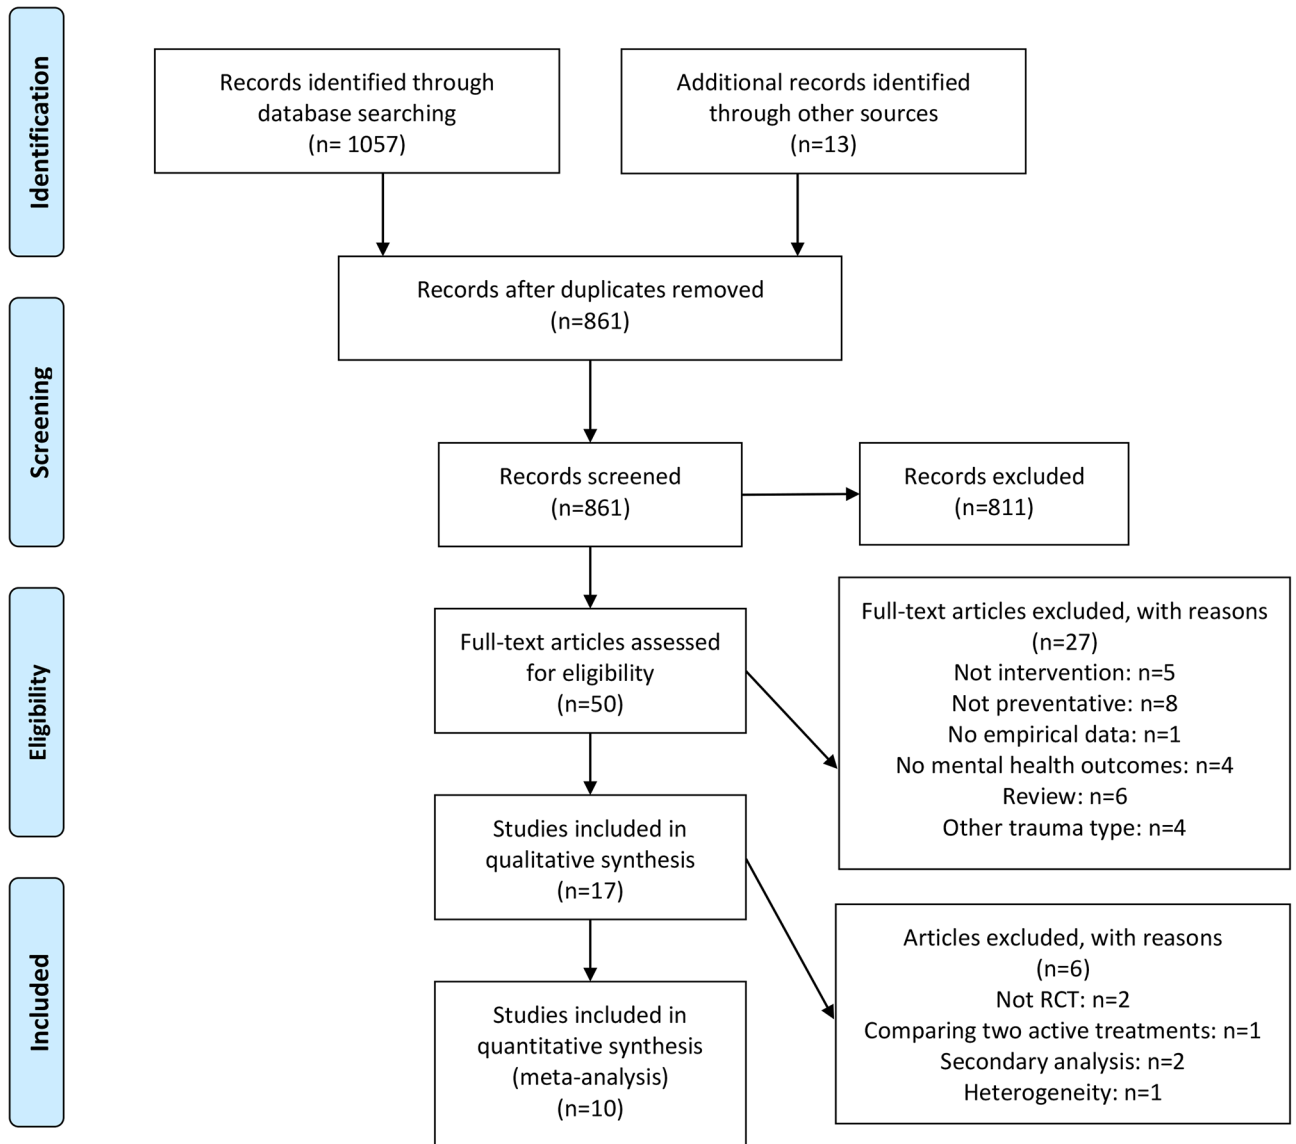 Identification
Records identified through
database searching
(n= 1057)
Additional records identified
through other sources
(n=13)
Records after duplicates removed
(n=861)
Screening
Records screened
(n=861)
Records excluded
(n=811)
Eligibility
Full-text articles assessed
for eligibility
(n=50)
Full-text articles excluded, with reasons
(n=27)
Not intervention: n=5
Not preventative: n=8
No empirical data: n=1
No mental health outcomes: n=4
Review: n=6
Other trauma type: n=4
Studies included in
qualitative synthesis
(n=17)
Included
Articles excluded, with reasons
(n=6)
Not RCT: n=2
Comparing two active treatments: n=1
Secondary analysis: n=2
Heterogeneity: n=1
Studies included in
quantitative synthesis
(meta-analysis)
(n=10)